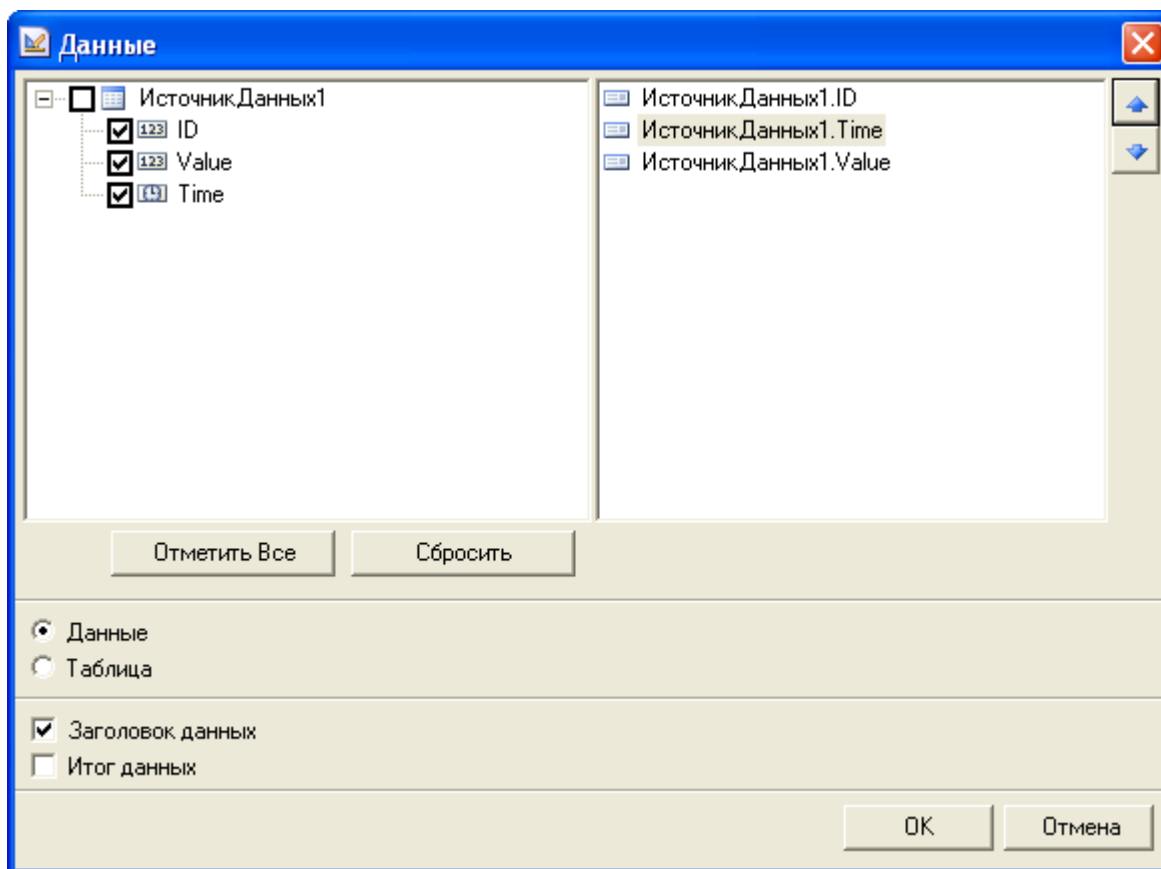 Данные
ИсточникДанных1
123 ID
123 Value
Time
ИсточникДанных1.ID
ИсточникДанных1.Time
ИсточникДанных1.Value
Отметить Все
Сбросить
Данные
Таблица
Заголовок данных
Итог данных
OK
Отмена